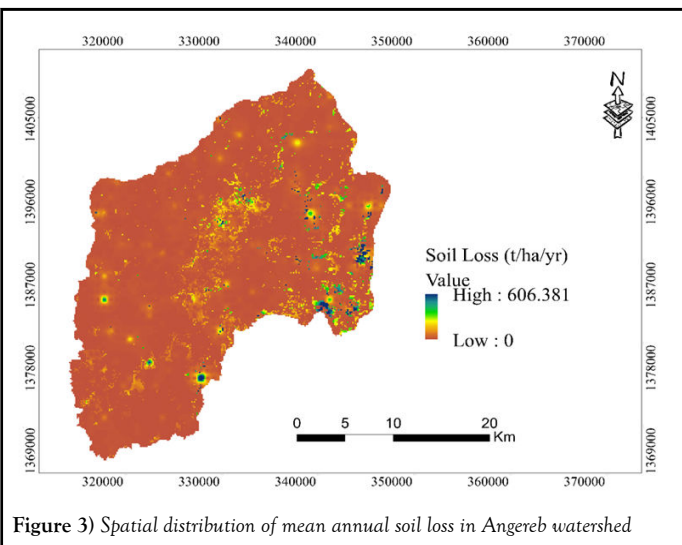 320000 330000 340000 350000 360000 370000
N
1405000 1405000
1396000 1396000
Soil Loss (t/ha/yr)
Value
1387000 High : 606.381 1387000
Low : 0
1378000 1378000
0 5 10 20
Km
1369000 1369000
320000 330000 340000 350000 360000 370000
Figure 3) Spatial distribution of mean annual soil loss in Angereb watershed